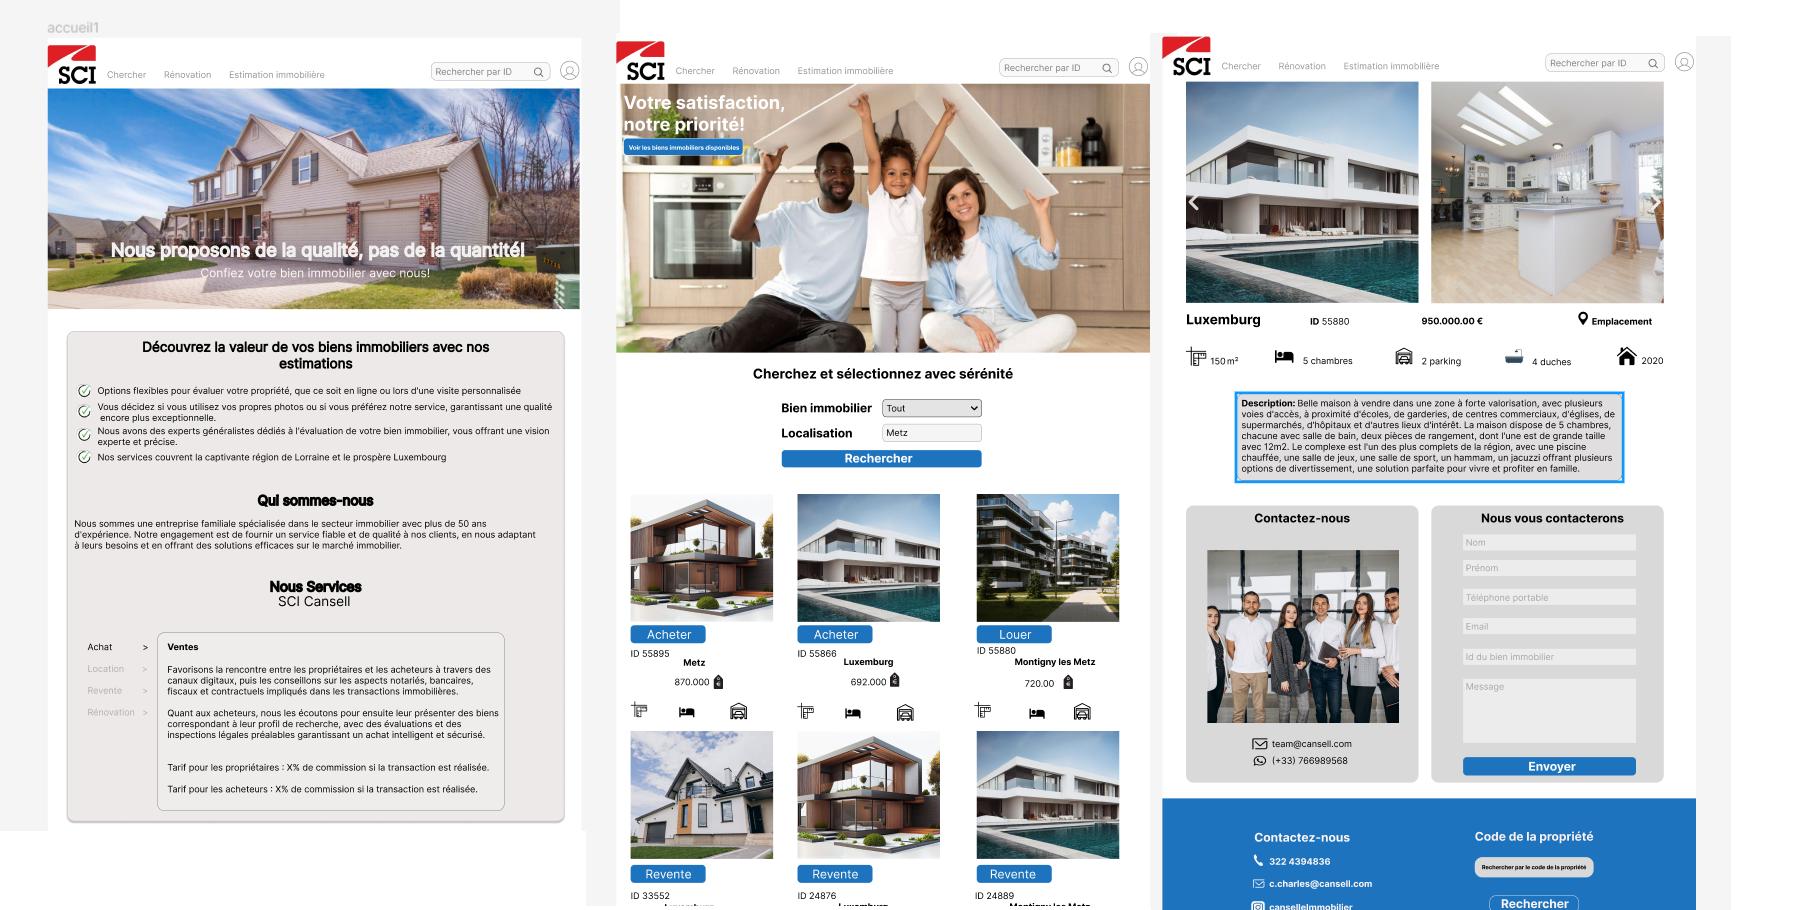 accueil1
SCI
Chercher
Rénovation
Estimation immobilière
Rechercher par ID
Nous proposons de la qualité, pas de la quantité!
Confiez votre bien immobilier avec nous!
Découvrez la valeur de vos biens immobiliers avec nos
estimations
Options flexibles pour évaluer votre propriété, que ce soit en ligne ou lors d'une visite personnalisée
Vous décidez si vous utilisez vos propres photos ou si vous préférez notre service, garantissant une qualité
encore plus exceptionnelle.
Nous avons des experts généralistes dédiés à l'évaluation de votre bien immobilier, vous offrant une vision
experte et précise.
Nos services couvrent la captivante région de Lorraine et le prospère Luxembourg
Qui sommes-nous
Nous sommes une entreprise familiale spécialisée dans le secteur immobilier avec plus de 50 ans
d'expérience. Notre engagement est de fournir un service fiable et de qualité à nos clients, en nous adaptant
à leurs besoins et en offrant des solutions efficaces sur le marché immobilier.
Nous Services
SCI Cansell
Achat >
Location >
Revente >
Rénovation >
Ventes
Favorisons la rencontre entre les propriétaires et les acheteurs à travers des
canaux digitaux, puis les conseillons sur les aspects notariés, bancaires,
fiscaux et contractuels impliqués dans les transactions immobilières.
Quant aux acheteurs, nous les écoutons pour ensuite leur présenter des biens
correspondant à leur profil de recherche, avec des évaluations et des
inspections légales préalables garantissant un achat intelligent et sécurisé.
Tarif pour les propriétaires : X% de commission si la transaction est réalisée.
Tarif pour les acheteurs : X% de commission si la transaction est réalisée.
SCI
Chercher
Rénovation
Estimation immobilière
Rechercher par ID
Votre satisfaction,
notre priorité!
Voir les biens immobiliers disponibles
Cherchez et sélectionnez avec sérénité
Bien immobilier Tout
Localisation Metz
Rechercher
Acheter
ID 55895
Metz
870.000
Acheter
ID 55866
Luxemburg
692.000
Louer
ID 55880
Montigny les Metz
720.00
Revente
ID 33552
Luxemburg
Revente
ID 24876
Luxemburg
Revente
ID 24889
Montigny les Metz
SCI
Chercher
Rénovation
Estimation immobilière
Rechercher par ID
Luxemburg
ID 55880
950.000.00 €
Emplacement
150 m²
5 chambres
2 parking
4 duches
2020
Description: Belle maison à vendre dans une zone à forte valorisation, avec plusieurs
voies d'accès, à proximité d'écoles, de garderies, de centres commerciaux, d'églises, de
supermarchés, d'hôpitaux et d'autres lieux d'intérêt. La maison dispose de 5 chambres,
chacune avec salle de bain, deux pièces de rangement, dont l'une est de grande taille
avec 12m2. Le complexe est l'un des plus complets de la région, avec une piscine
chauffée, une salle de jeux, une salle de sport, un hammam, un jacuzzi offrant plusieurs
options de divertissement, une solution parfaite pour vivre et profiter en famille.
Contactez-nous
team@cansell.com
(+33) 766989568
Nous vous contacterons
Nom
Prénom
Téléphone portable
Email
Id du bien immobilier
Message
Envoyer
Contactez-nous
322 4394836
c.charles@cansell.com
canselleImmobilier
Code de la propriété
Rechercher par le code de la propriété
Rechercher